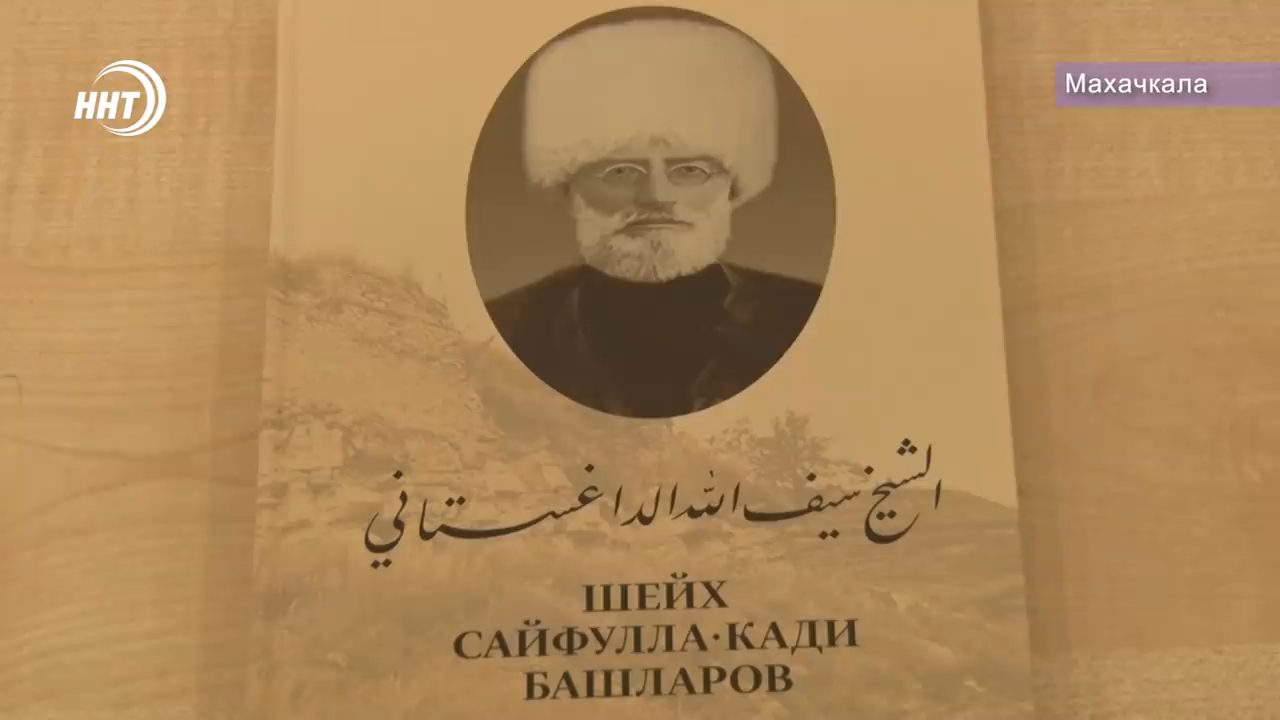 ННТ
Махачкала
الشيخ سيف الله الداغستاني
ШЕЙХ
САЙФУЛЛА-КАДИ
БАШЛАРОВ